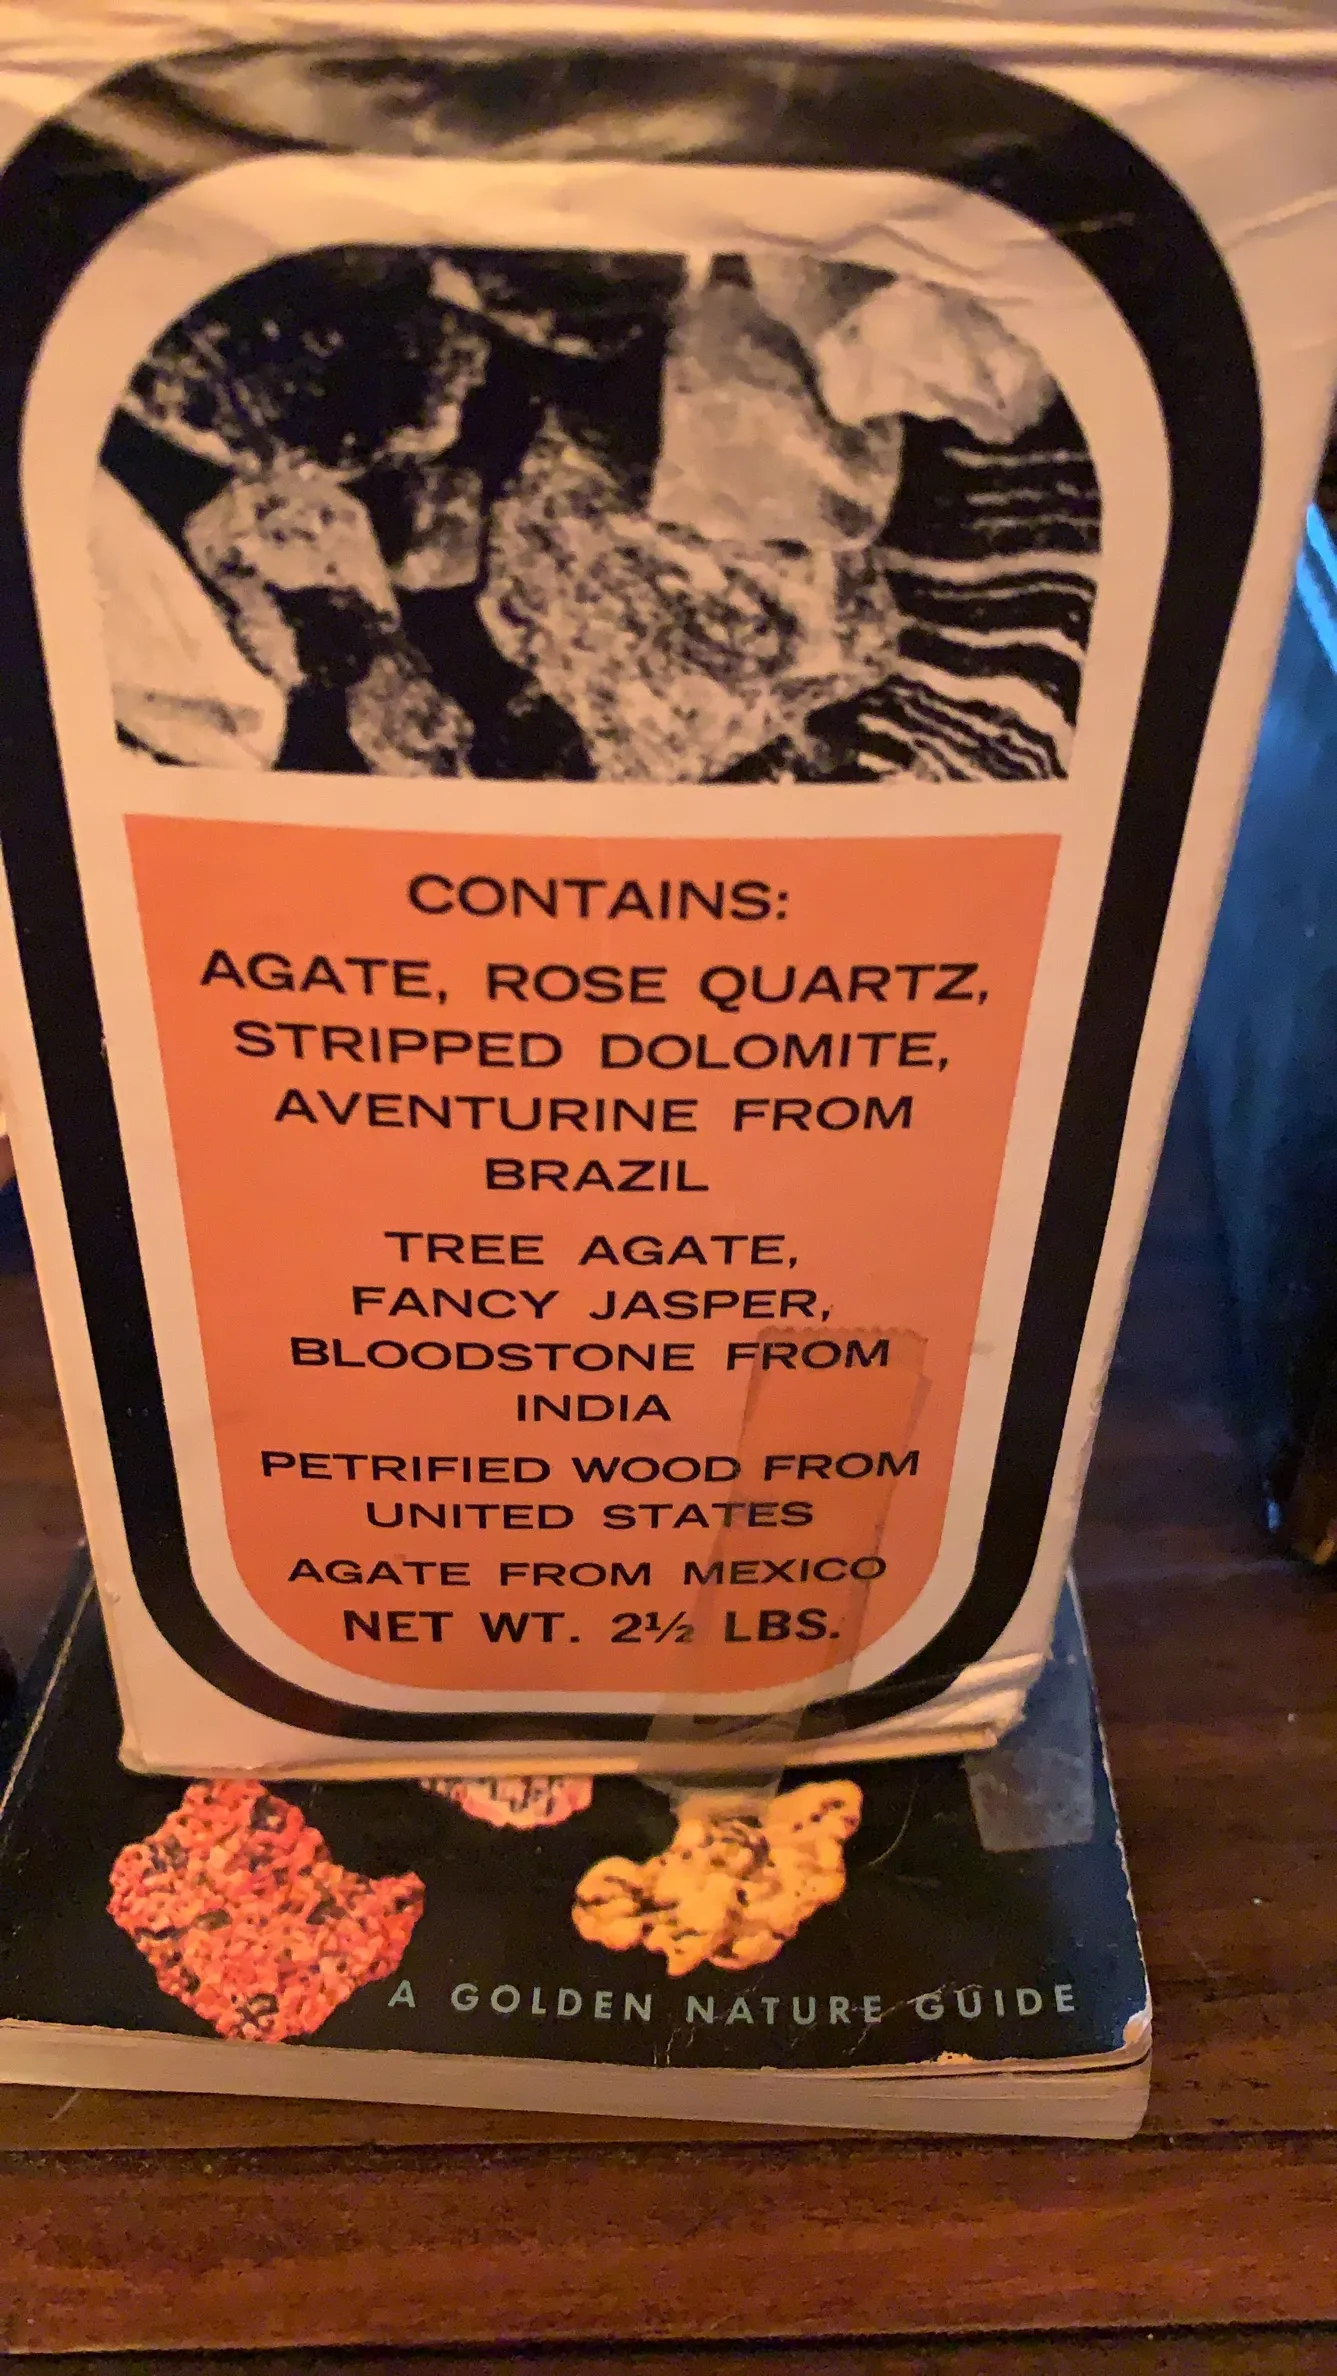 CONTAINS:
AGATE, ROSE QUARTZ,
STRIPPED DOLOMITE,
AVENTURINE FROM
BRAZIL
TREE AGATE,
FANCY JASPER,
BLOODSTONE FROM
INDIA
PETRIFIED WOOD FROM
UNITED STATES
AGATE FROM MEXICO
NET WT. 2½ LBS.
A GOLDEN NATURE GUIDE